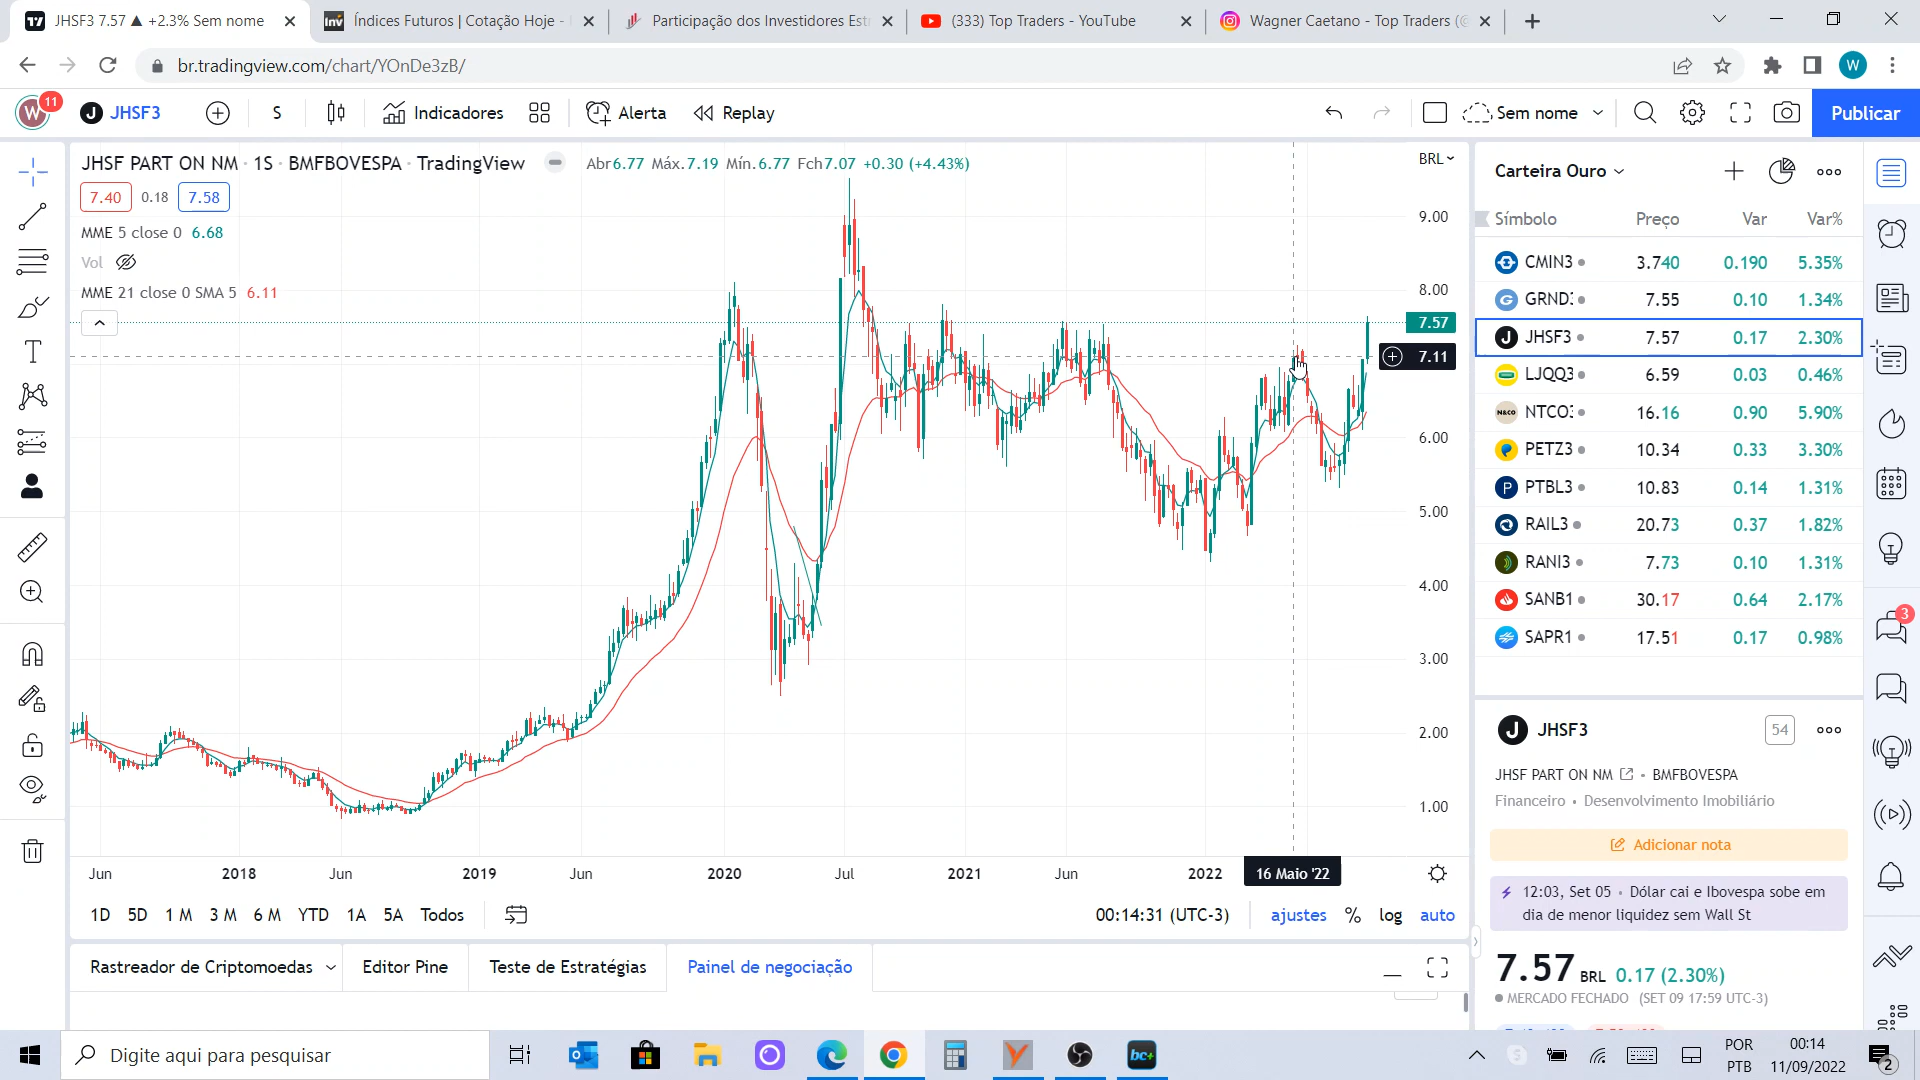 JHSF3 7.57 ▲ +2.3% Sem nome
Índices Futuros | Cotação Hoje -
Participação dos Investidores Estr
(333) Top Traders - YouTube
Wagner Caetano - Top Traders (@
br.tradingview.com/chart/YOnDe3zB/
W
W 11
J JHSF3
S
Indicadores
Alerta
Replay
Sem nome
Publicar
JHSF PART ON NM · 1S · BMFBOVESPA · TradingView
Abr6.77 Máx.7.19 Mín.6.77 Fch7.07 +0.30 (+4.43%)
BRL
7.40 0.18 7.58
MME 5 close 0 6.68
Vol
MME 21 close 0 SMA 5 6.11
9.00
8.00
7.57
7.11
6.00
5.00
4.00
3.00
2.00
1.00
Jun 2018 Jun 2019 Jun 2020 Jul 2021 Jun 2022 16 Maio '22
1D 5D 1 M 3 M 6 M YTD 1A 5A Todos
00:14:31 (UTC-3) ajustes % log auto
Rastreador de Criptomoedas
Editor Pine
Teste de Estratégias
Painel de negociação
Carteira Ouro
Símbolo Preço Var Var%
CMIN3 3.740 0.190 5.35%
G GRND3 7.55 0.10 1.34%
J JHSF3 7.57 0.17 2.30%
LJQQ3 6.59 0.03 0.46%
N&CO NTCO3 16.16 0.90 5.90%
PETZ3 10.34 0.33 3.30%
P PTBL3 10.83 0.14 1.31%
RAIL3 20.73 0.37 1.82%
RANI3 7.73 0.10 1.31%
SANB1 30.17 0.64 2.17%
SAPR1 17.51 0.17 0.98%
3
J JHSF3 54
JHSF PART ON NM • BMFBOVESPA
Financeiro • Desenvolvimento Imobiliário
Adicionar nota
12:03, Set 05 • Dólar cai e Ibovespa sobe em
dia de menor liquidez sem Wall St
7.57 BRL 0.17 (2.30%)
MERCADO FECHADO (SET 09 17:59 UTC-3)
Digite aqui para pesquisar
bc+
POR
PTB
00:14
11/09/2022
2